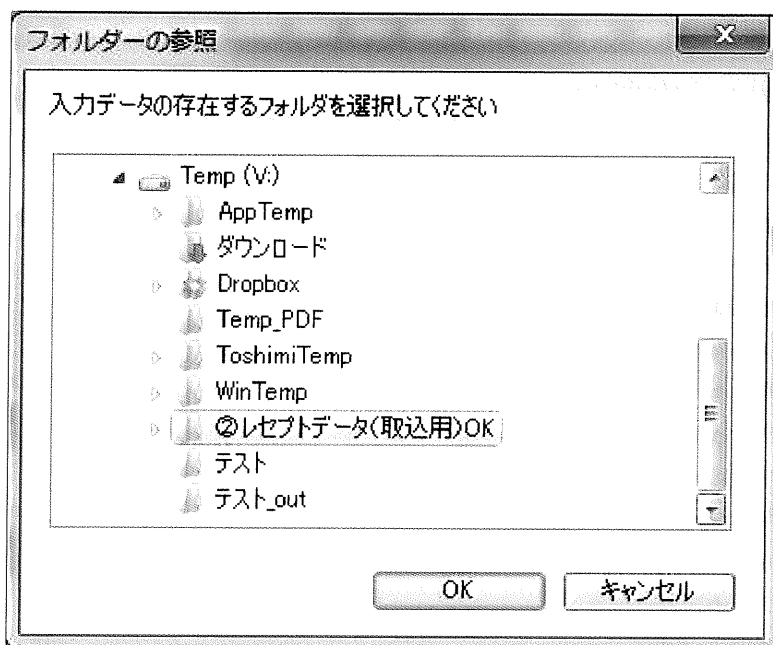 フォルダーの参照
入力データの存在するフォルダを選択してください
Temp (V:)
AppTemp
ダウンロード
Dropbox
Temp_PDF
ToshimiTemp
WinTemp
②レセプトデータ(取込用)OK
テスト
テスト_out
OK
キャンセル